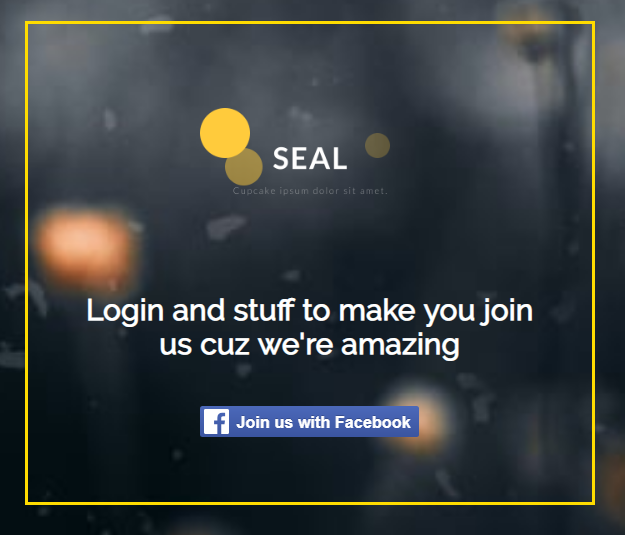 SEAL
Cupcake ipsum dolor sit amet.
Login and stuff to make you join
us cuz we're amazing
Join us with Facebook